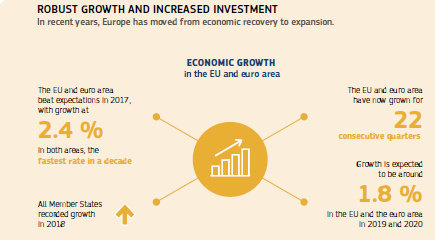 ROBUST GROWTH AND INCREASED INVESTMENT
In recent years, Europe has moved from economic recovery to expansion.
ECONOMIC GROWTH
in the EU and euro area
The EU and euro area
beat expectations in 2017,
with growth at
2.4 %
in both areas, the
fastest rate in a decade
All Member States
recorded growth
in 2018
The EU and euro area
have now grown for
22
consecutive quarters
Growth is expected
to be around
1.8 %
in the EU and the euro area
in 2019 and 2020